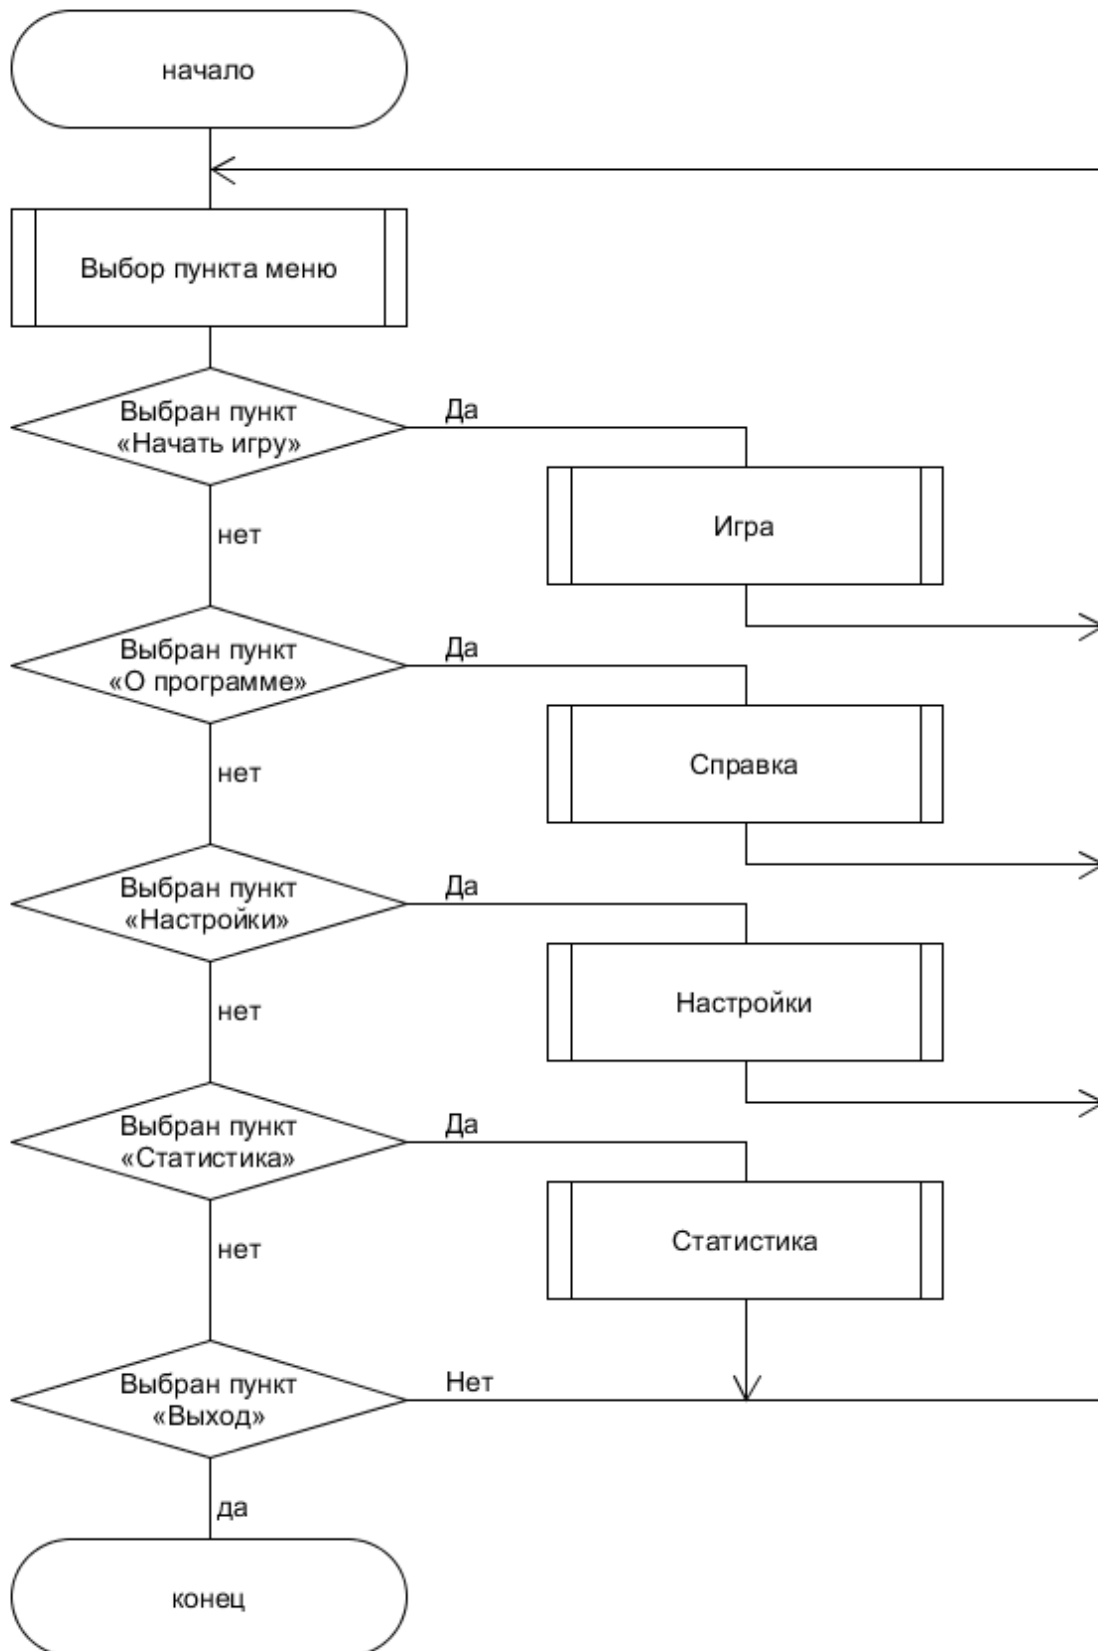 начало
Выбор пункта меню
Выбран пункт
«Начать игру»
Да
Игра
нет
Выбран пункт
«О программе»
Да
Справка
нет
Выбран пункт
«Настройки»
Да
Настройки
нет
Выбран пункт
«Статистика»
Да
Статистика
нет
Выбран пункт
«Выход»
Нет
да
конец